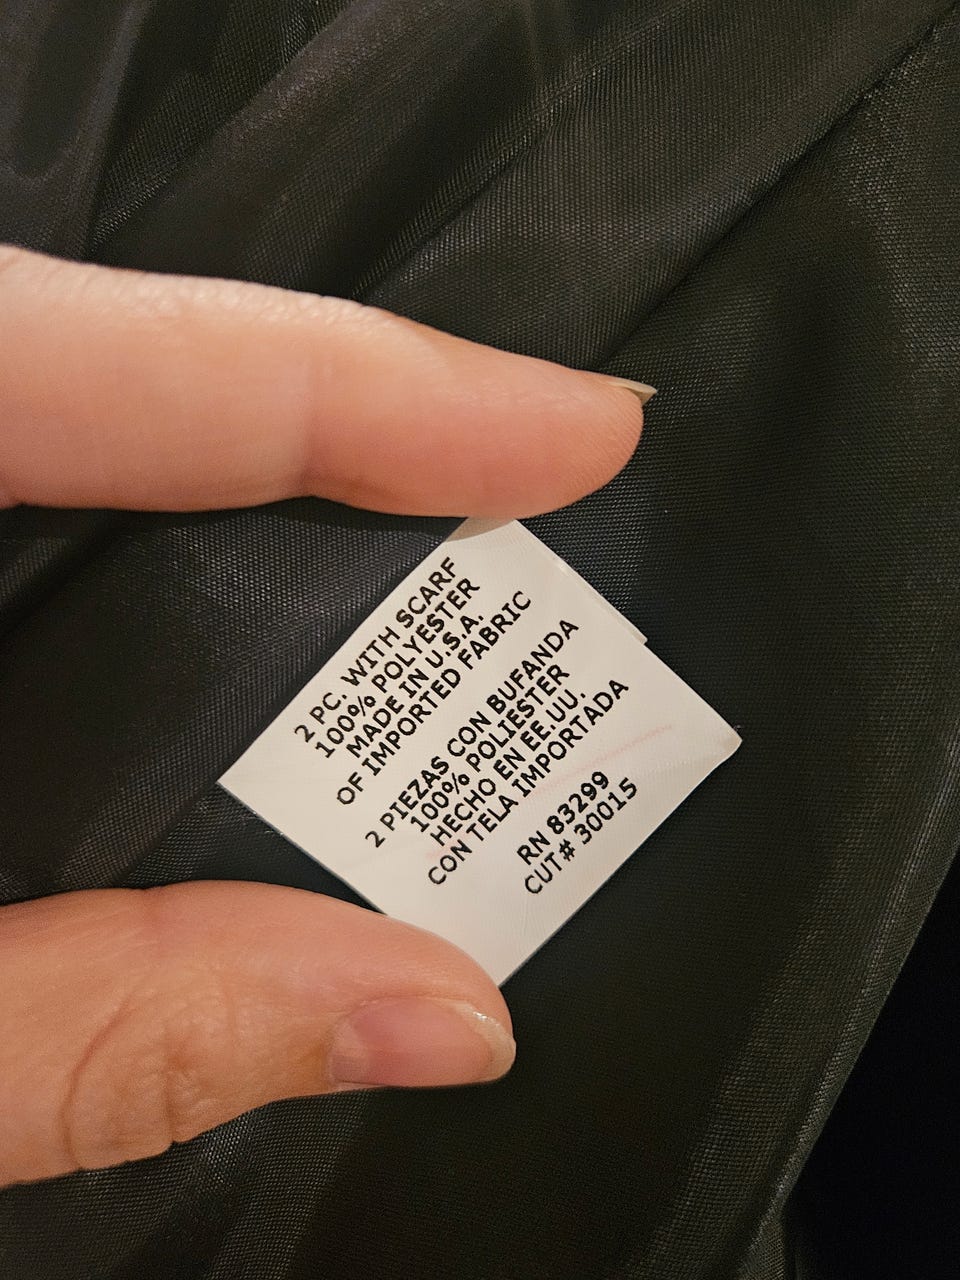 2 PC. WITH SCARF
100% POLYESTER
MADE IN U.S.A.
OF IMPORTED FABRIC
2 PIEZAS CON BUFANDA
100% POLIESTER
HECHO EN EE.UU.
CON TELA IMPORTADA
RN 83299
CUT# 30015